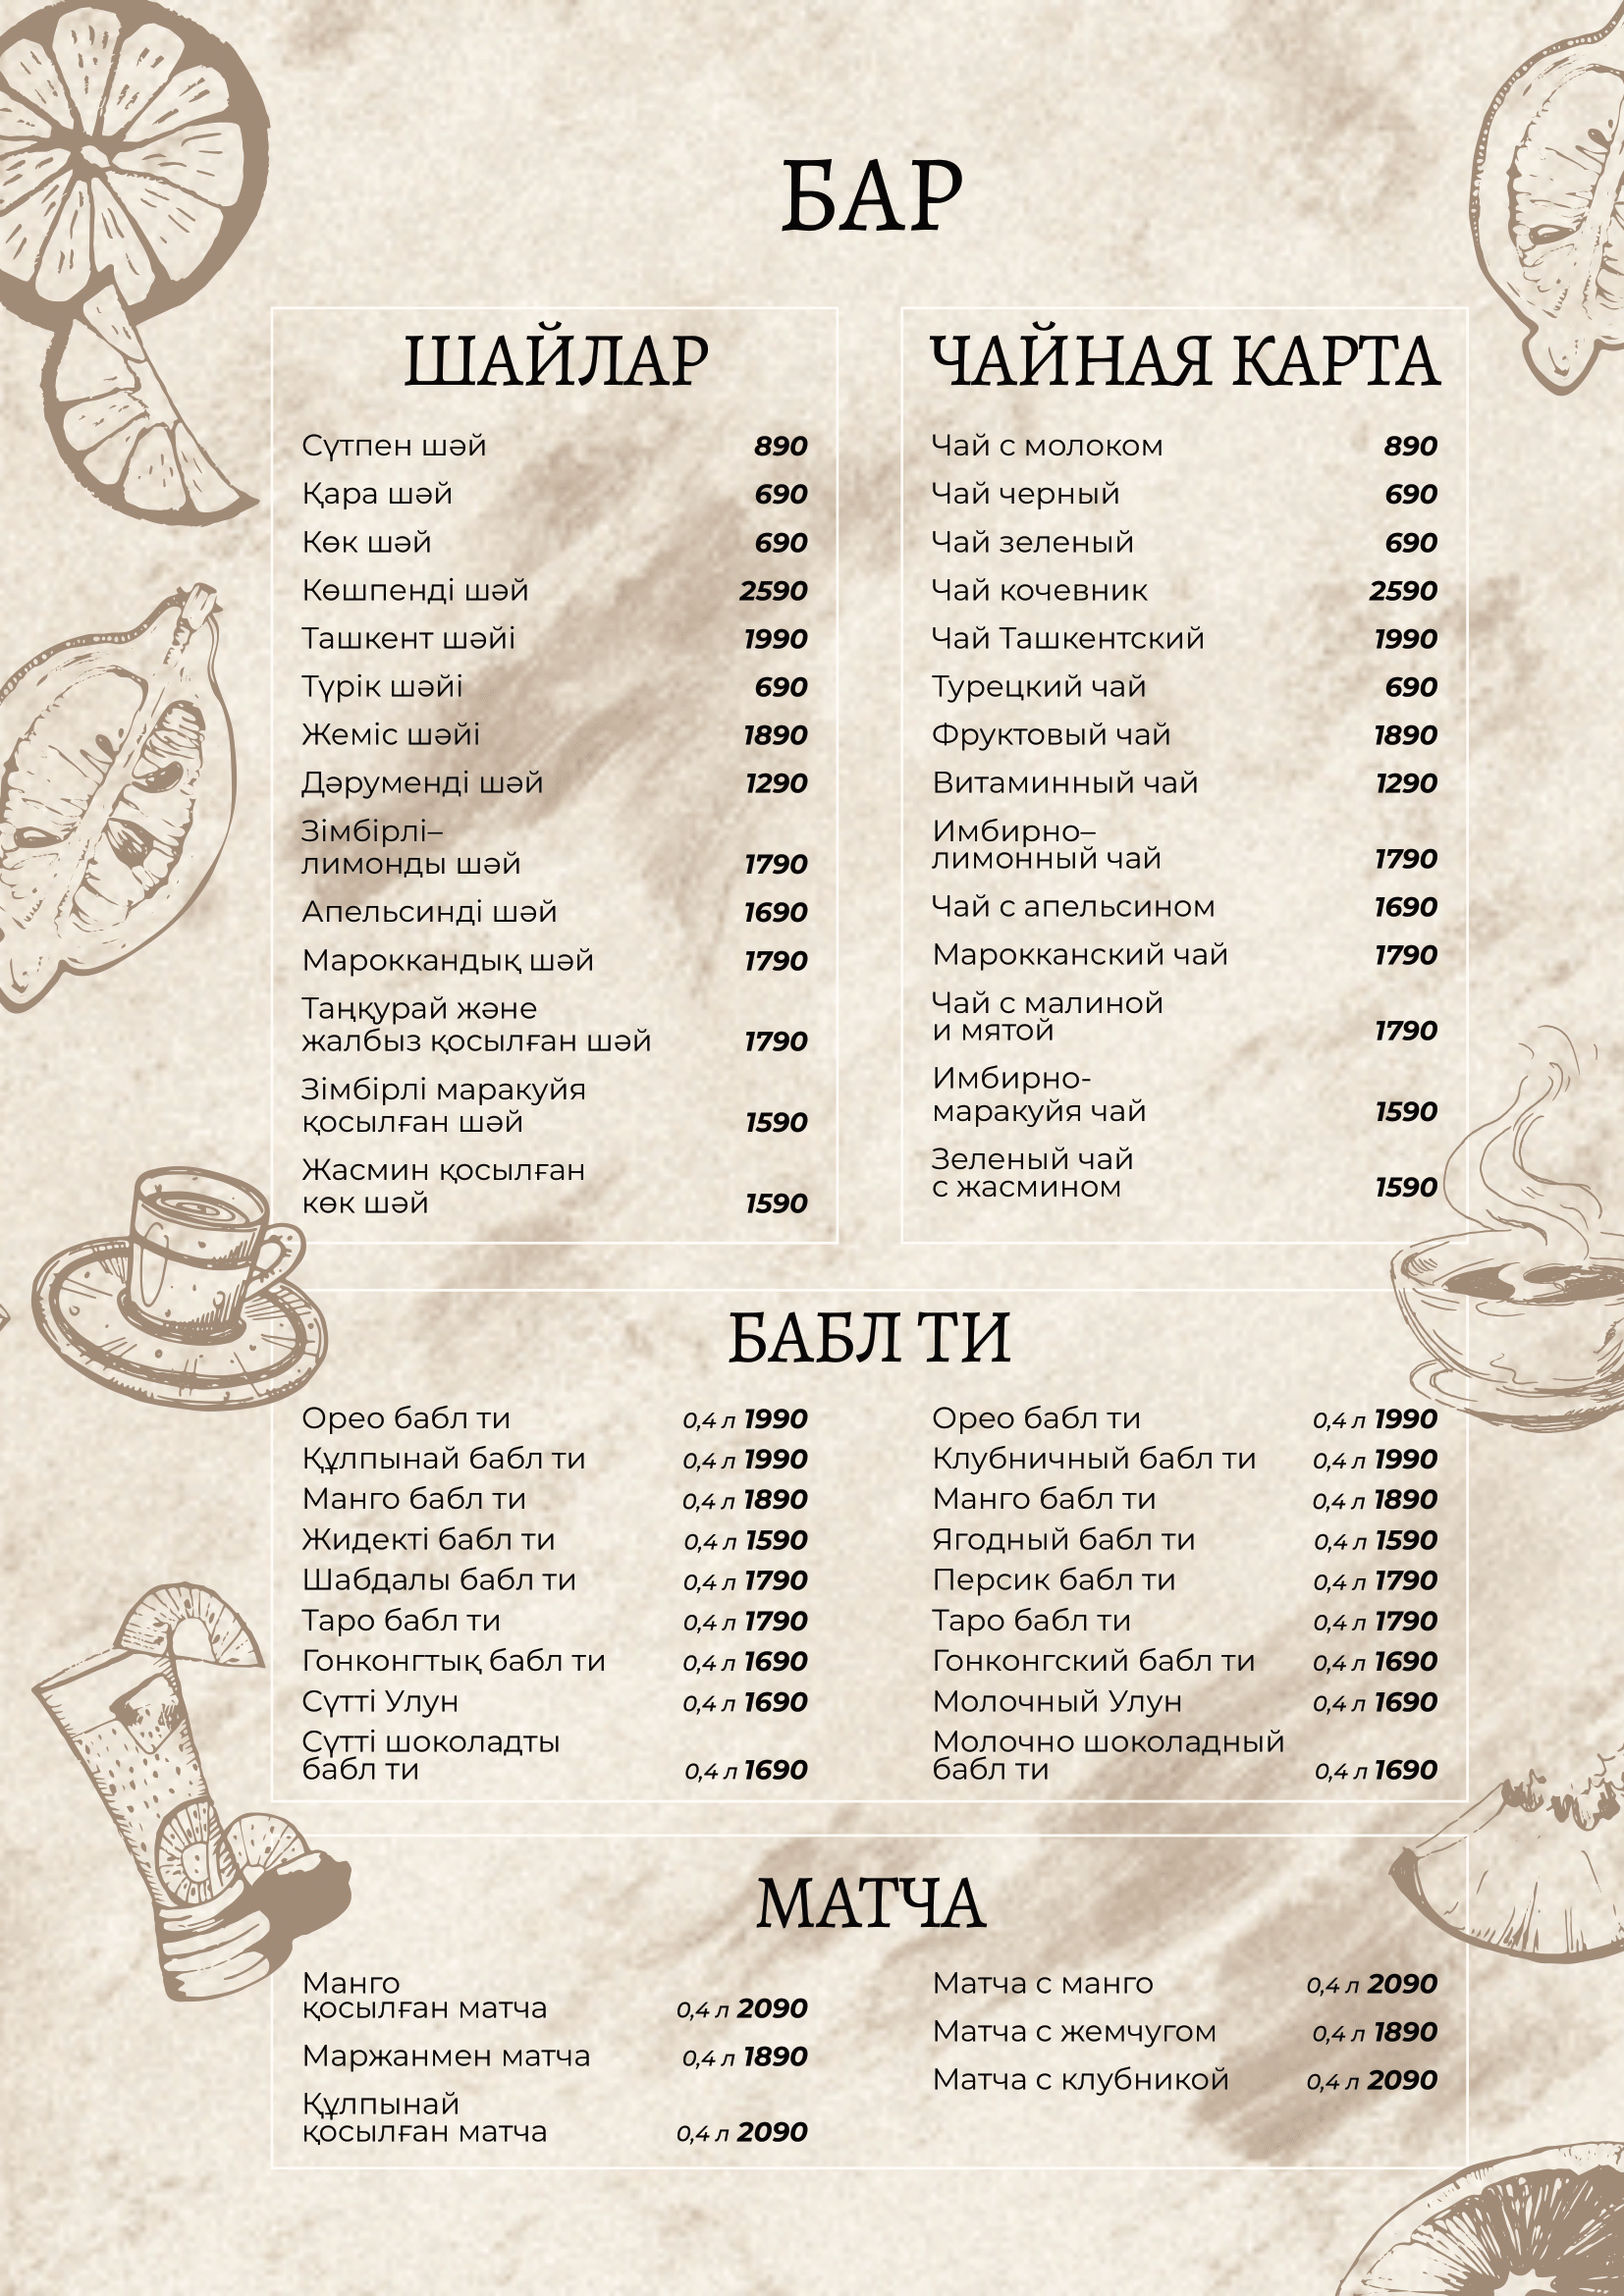 БАР
ШАЙЛАР
Сүтпен шәй 890
Қара шәй 690
Көк шәй 690
Көшпенді шәй 2590
Ташкент шәйі 1990
Түрік шәйі 690
Жеміс шәйі 1890
Дәруменді шәй 1290
Зімбірлі–
лимонды шәй 1790
Апельсинді шәй 1690
Мароккандық шәй 1790
Таңқурай және
жалбыз қосылған шәй 1790
Зімбірлі маракуйя
қосылған шәй 1590
Жасмин қосылған
көк шәй 1590
ЧАЙНАЯ КАРТА
Чай с молоком 890
Чай черный 690
Чай зеленый 690
Чай кочевник 2590
Чай Ташкентский 1990
Турецкий чай 690
Фруктовый чай 1890
Витаминный чай 1290
Имбирно–
лимонный чай 1790
Чай с апельсином 1690
Марокканский чай 1790
Чай с малиной
и мятой 1790
Имбирно-
маракуйя чай 1590
Зеленый чай
с жасмином 1590
БАБЛ ТИ
Орео бабл ти 0,4 л 1990
Құлпынай бабл ти 0,4 л 1990
Манго бабл ти 0,4 л 1890
Жидекті бабл ти 0,4 л 1590
Шабдалы бабл ти 0,4 л 1790
Таро бабл ти 0,4 л 1790
Гонконгтық бабл ти 0,4 л 1690
Сүтті Улун 0,4 л 1690
Сүтті шоколадты
бабл ти 0,4 л 1690
Орео бабл ти 0,4 л 1990
Клубничный бабл ти 0,4 л 1990
Манго бабл ти 0,4 л 1890
Ягодный бабл ти 0,4 л 1590
Персик бабл ти 0,4 л 1790
Таро бабл ти 0,4 л 1790
Гонконгский бабл ти 0,4 л 1690
Молочный Улун 0,4 л 1690
Молочно шоколадный
бабл ти 0,4 л 1690
МАТЧА
Манго
қосылған матча 0,4 л 2090
Маржанмен матча 0,4 л 1890
Құлпынай
қосылған матча 0,4 л 2090
Матча с манго 0,4 л 2090
Матча с жемчугом 0,4 л 1890
Матча с клубникой 0,4 л 2090